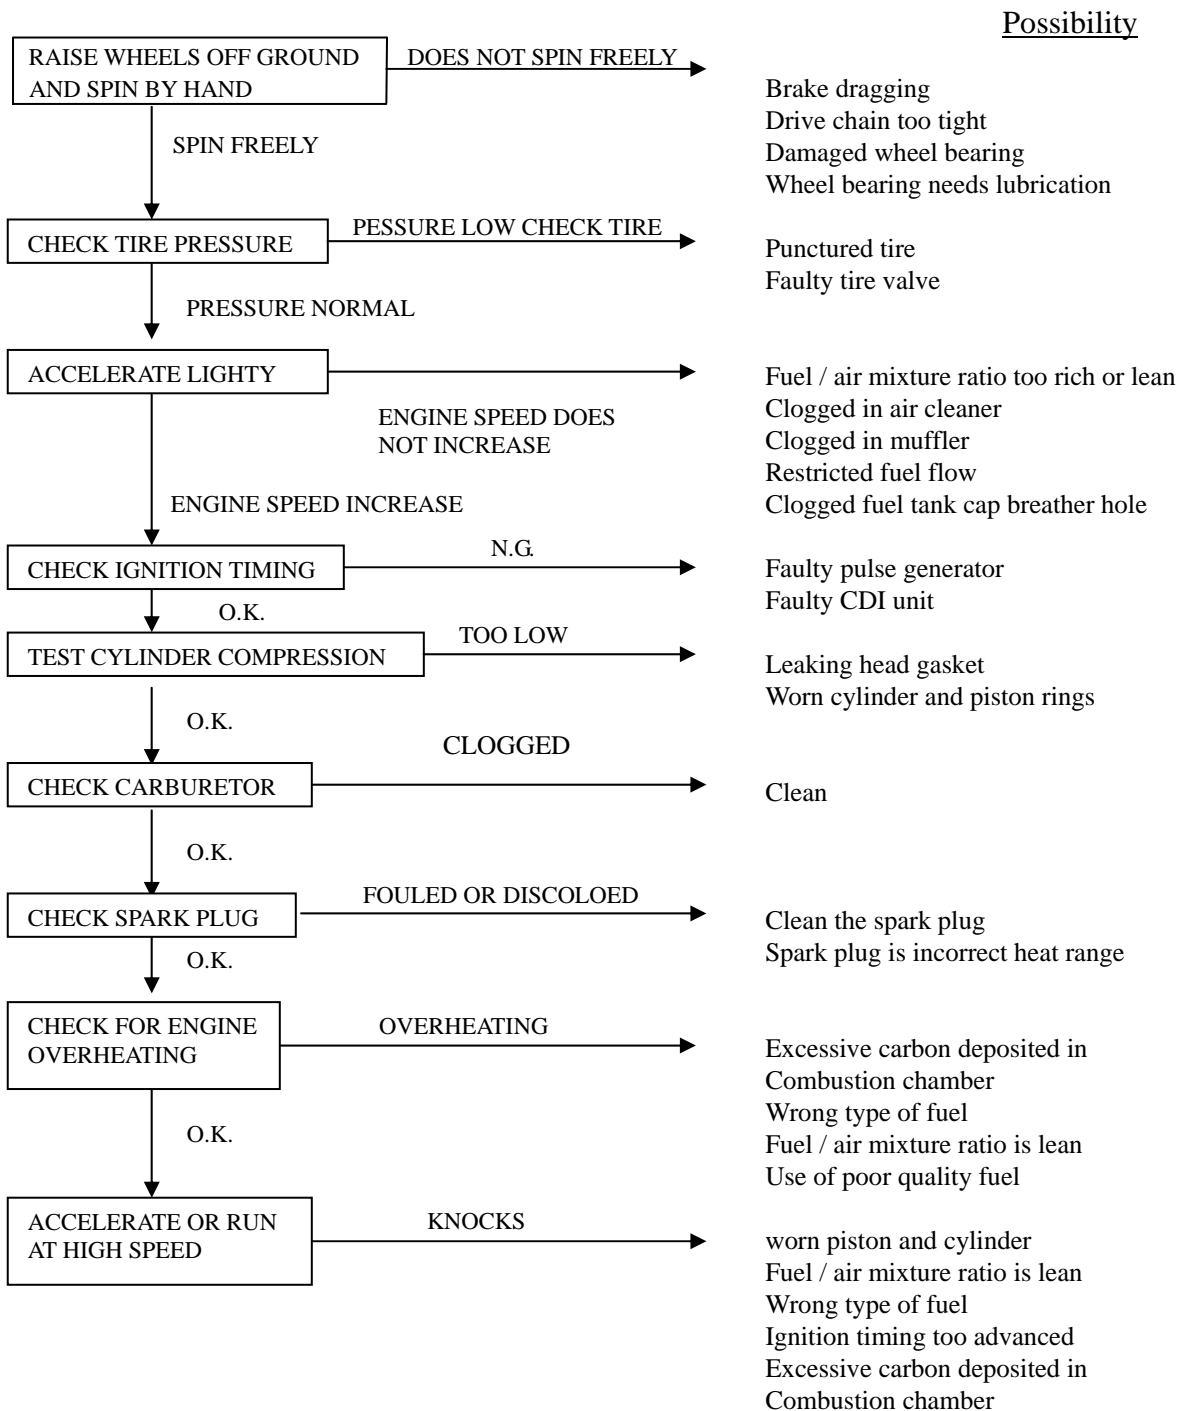 Possibility
RAISE WHEELS OFF GROUND
AND SPIN BY HAND
DOES NOT SPIN FREELY
Brake dragging
Drive chain too tight
Damaged wheel bearing
Wheel bearing needs lubrication
SPIN FREELY
CHECK TIRE PRESSURE
PESSURE LOW CHECK TIRE
Punctured tire
Faulty tire valve
PRESSURE NORMAL
ACCELERATE LIGHTY
ENGINE SPEED DOES
NOT INCREASE
Fuel / air mixture ratio too rich or lean
Clogged in air cleaner
Clogged in muffler
Restricted fuel flow
Clogged fuel tank cap breather hole
ENGINE SPEED INCREASE
CHECK IGNITION TIMING
N.G.
Faulty pulse generator
Faulty CDI unit
O.K.
TEST CYLINDER COMPRESSION
TOO LOW
Leaking head gasket
Worn cylinder and piston rings
O.K.
CHECK CARBURETOR
CLOGGED
Clean
O.K.
CHECK SPARK PLUG
FOULED OR DISCOLOED
Clean the spark plug
Spark plug is incorrect heat range
O.K.
CHECK FOR ENGINE
OVERHEATING
OVERHEATING
Excessive carbon deposited in
Combustion chamber
Wrong type of fuel
Fuel / air mixture ratio is lean
Use of poor quality fuel
O.K.
ACCELERATE OR RUN
AT HIGH SPEED
KNOCKS
worn piston and cylinder
Fuel / air mixture ratio is lean
Wrong type of fuel
Ignition timing too advanced
Excessive carbon deposited in
Combustion chamber